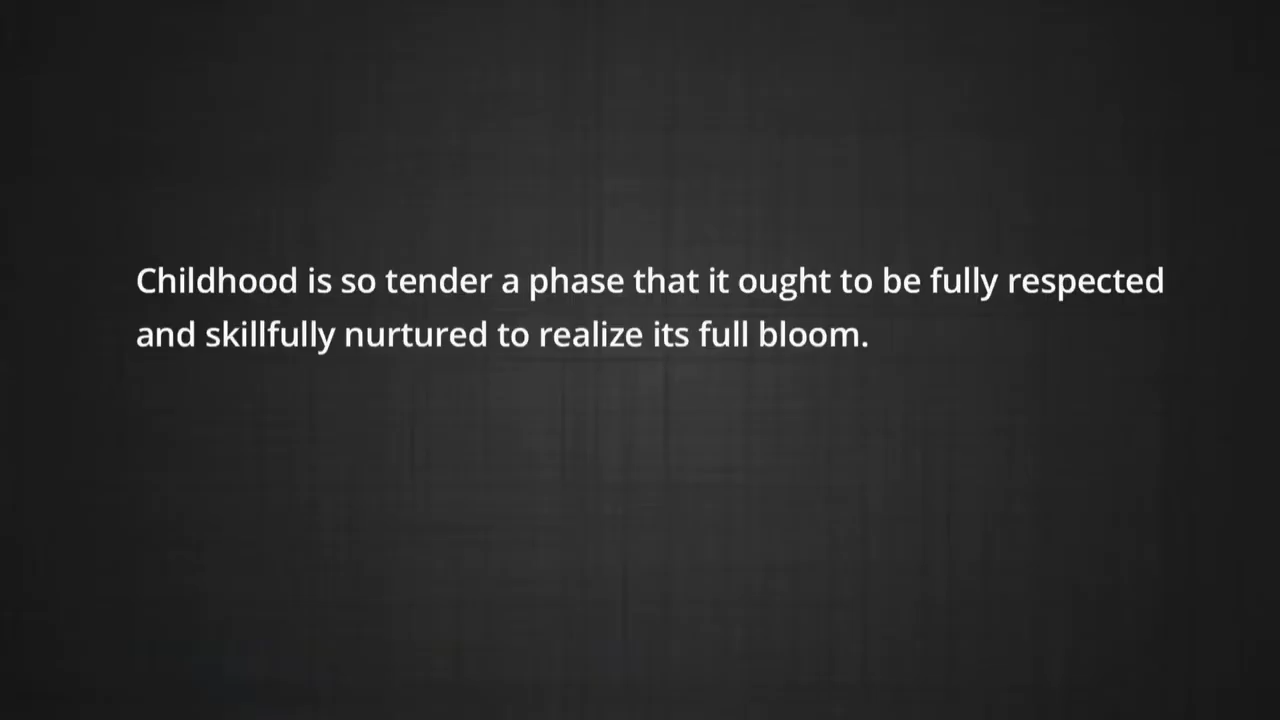 Childhood is so tender a phase that it ought to be fully respected
and skillfully nurtured to realize its full bloom.